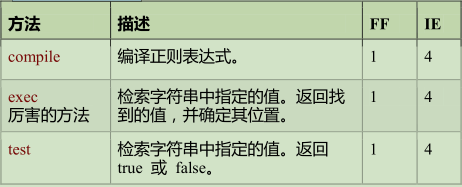 方法 描述 FF IE
compile 编译正则表达式。 1 4
exec 检索字符串中指定的值。返回找 1 4
厉害的方法 到的值，并确定其位置。
test 检索字符串中指定的值。返回 1 4
true 或 false。